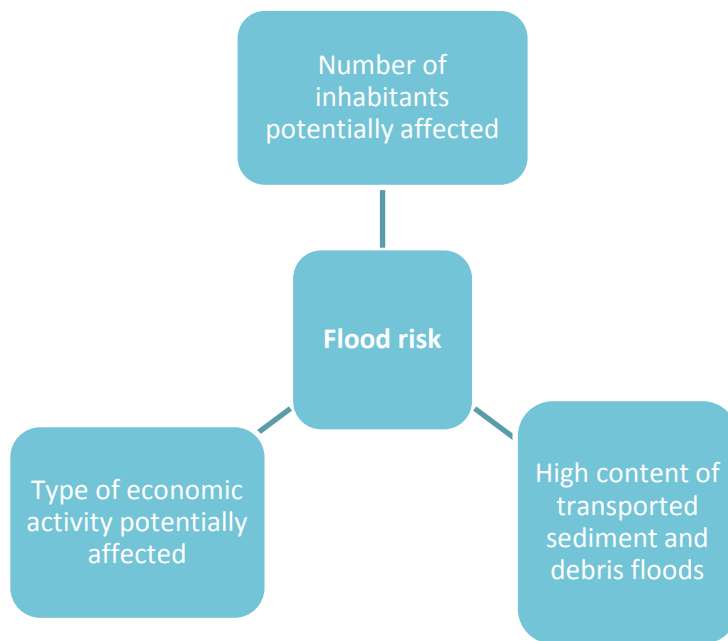 Number of
inhabitants
potentially affected
Flood risk
Type of economic
activity potentially
affected
High content of
transported
sediment and
debris floods